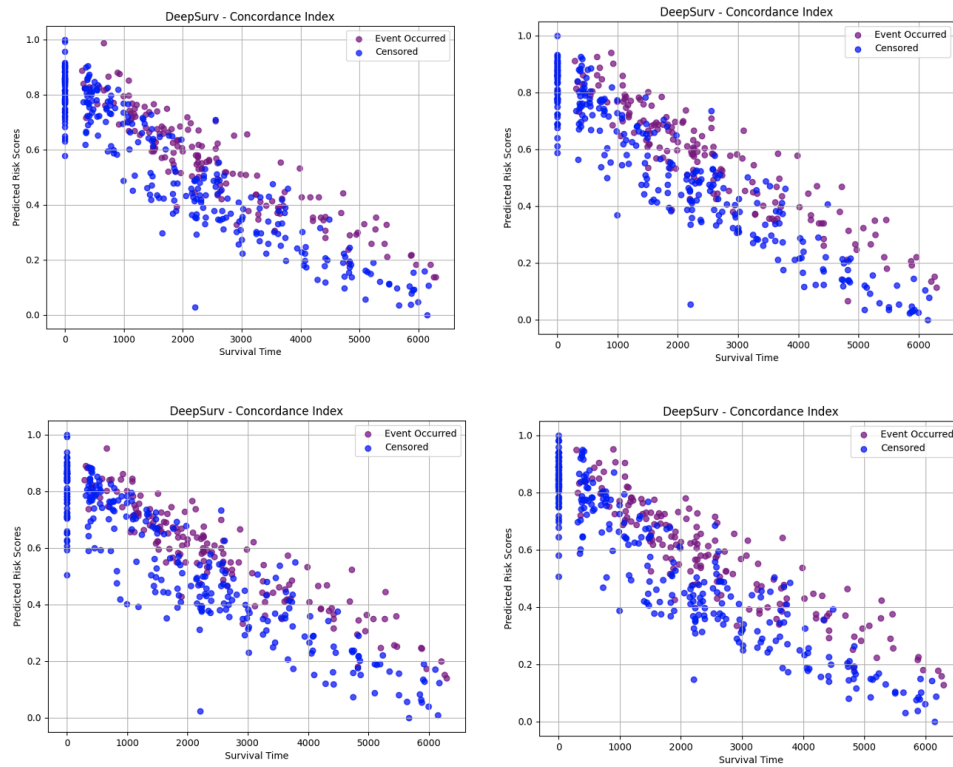 DeepSurv - Concordance Index
Event Occurred
Censored
1.0
0.8
0.6
0.4
0.2
0.0
Predicted Risk Scores
0 1000 2000 3000 4000 5000 6000
Survival Time
DeepSurv - Concordance Index
Event Occurred
Censored
1.0
0.8
0.6
0.4
0.2
0.0
Predicted Risk Scores
0 1000 2000 3000 4000 5000 6000
Survival Time
DeepSurv - Concordance Index
Event Occurred
Censored
1.0
0.8
0.6
0.4
0.2
0.0
Predicted Risk Scores
0 1000 2000 3000 4000 5000 6000
Survival Time
DeepSurv - Concordance Index
Event Occurred
Censored
1.0
0.8
0.6
0.4
0.2
0.0
Predicted Risk Scores
0 1000 2000 3000 4000 5000 6000
Survival Time